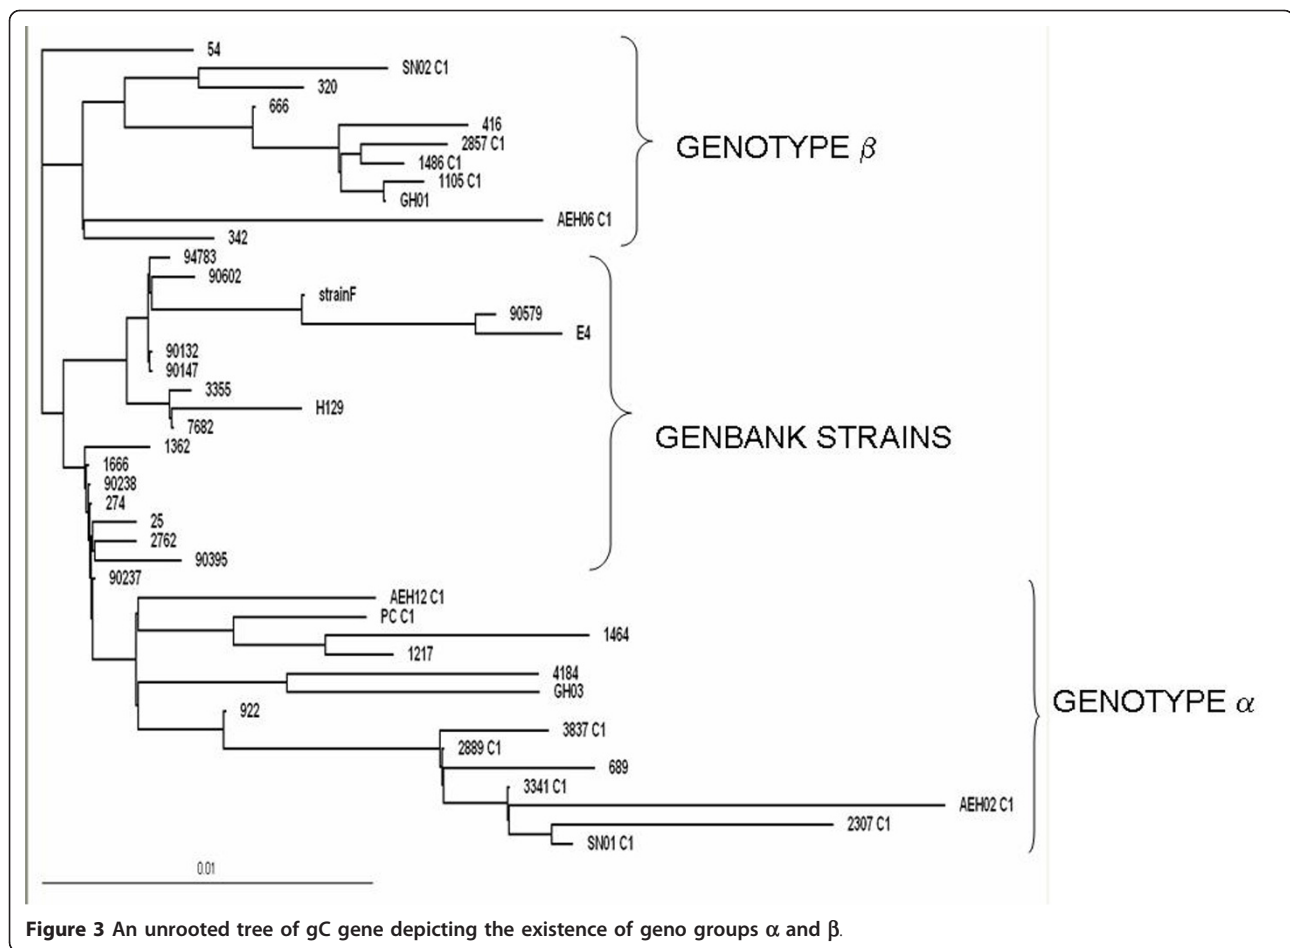 54
SN02 C1
320
666
416
2857 C1
1486 C1
1105 C1
GH01
AEH06 C1
342
GENOTYPE β
94783
90602
strainF
90579
E4
90132
90147
3355
H129
7682
1362
1666
90238
274
25
2762
90395
GENBANK STRAINS
90237
AEH12 C1
PC C1
1464
1217
4184
GH03
922
3837 C1
2889 C1
689
3341 C1
AEH02 C1
2307 C1
SN01 C1
GENOTYPE α
0.01
Figure 3 An unrooted tree of gC gene depicting the existence of geno groups α and β.